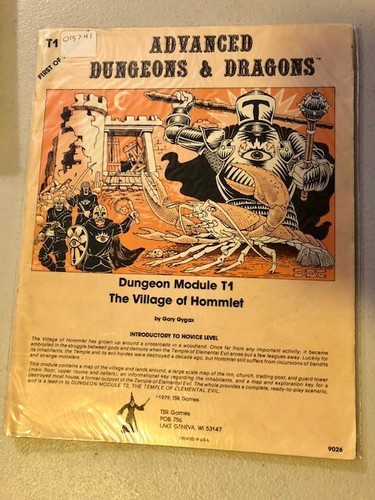 T1
015741
FIRST OF
ADVANCED
DUNGEONS & DRAGONS™
T
DCS
Dungeon Module T1
The Village of Hommlet
by Gary Gygax
INTRODUCTORY TO NOVICE LEVEL
The Village of Hommlet has grown up around a crossroads in a woodland. Once far from any important activity, it became
embroiled in the struggle between gods and demons when the Temple of Elemental Evil arose but a few leagues away. Luckily for
its inhabitants, the Temple and its evil hordes were destroyed a decade ago, but Hommlet still suffers from incursions of bandits
and strange monsters.
This module contains a map of the village and lands around, a large scale map of the inn, church, trading post, and guard tower
(main floor, upper rooms and cellars), an informational key regarding the inhabitants, and a map and exploration key for a
destroyed moat house, a former outpost of the Temple of Elemental Evil. The whole provides a complete, ready-to-play scenario,
and is a lead-in to DUNGEON MODULE T2, THE TEMPLE OF ELEMENTAL EVIL.
©1979, TSR Games
TSR Games
POB 756
LAKE GENEVA, WI 53147
PRINTED IN U.S.A.
9026